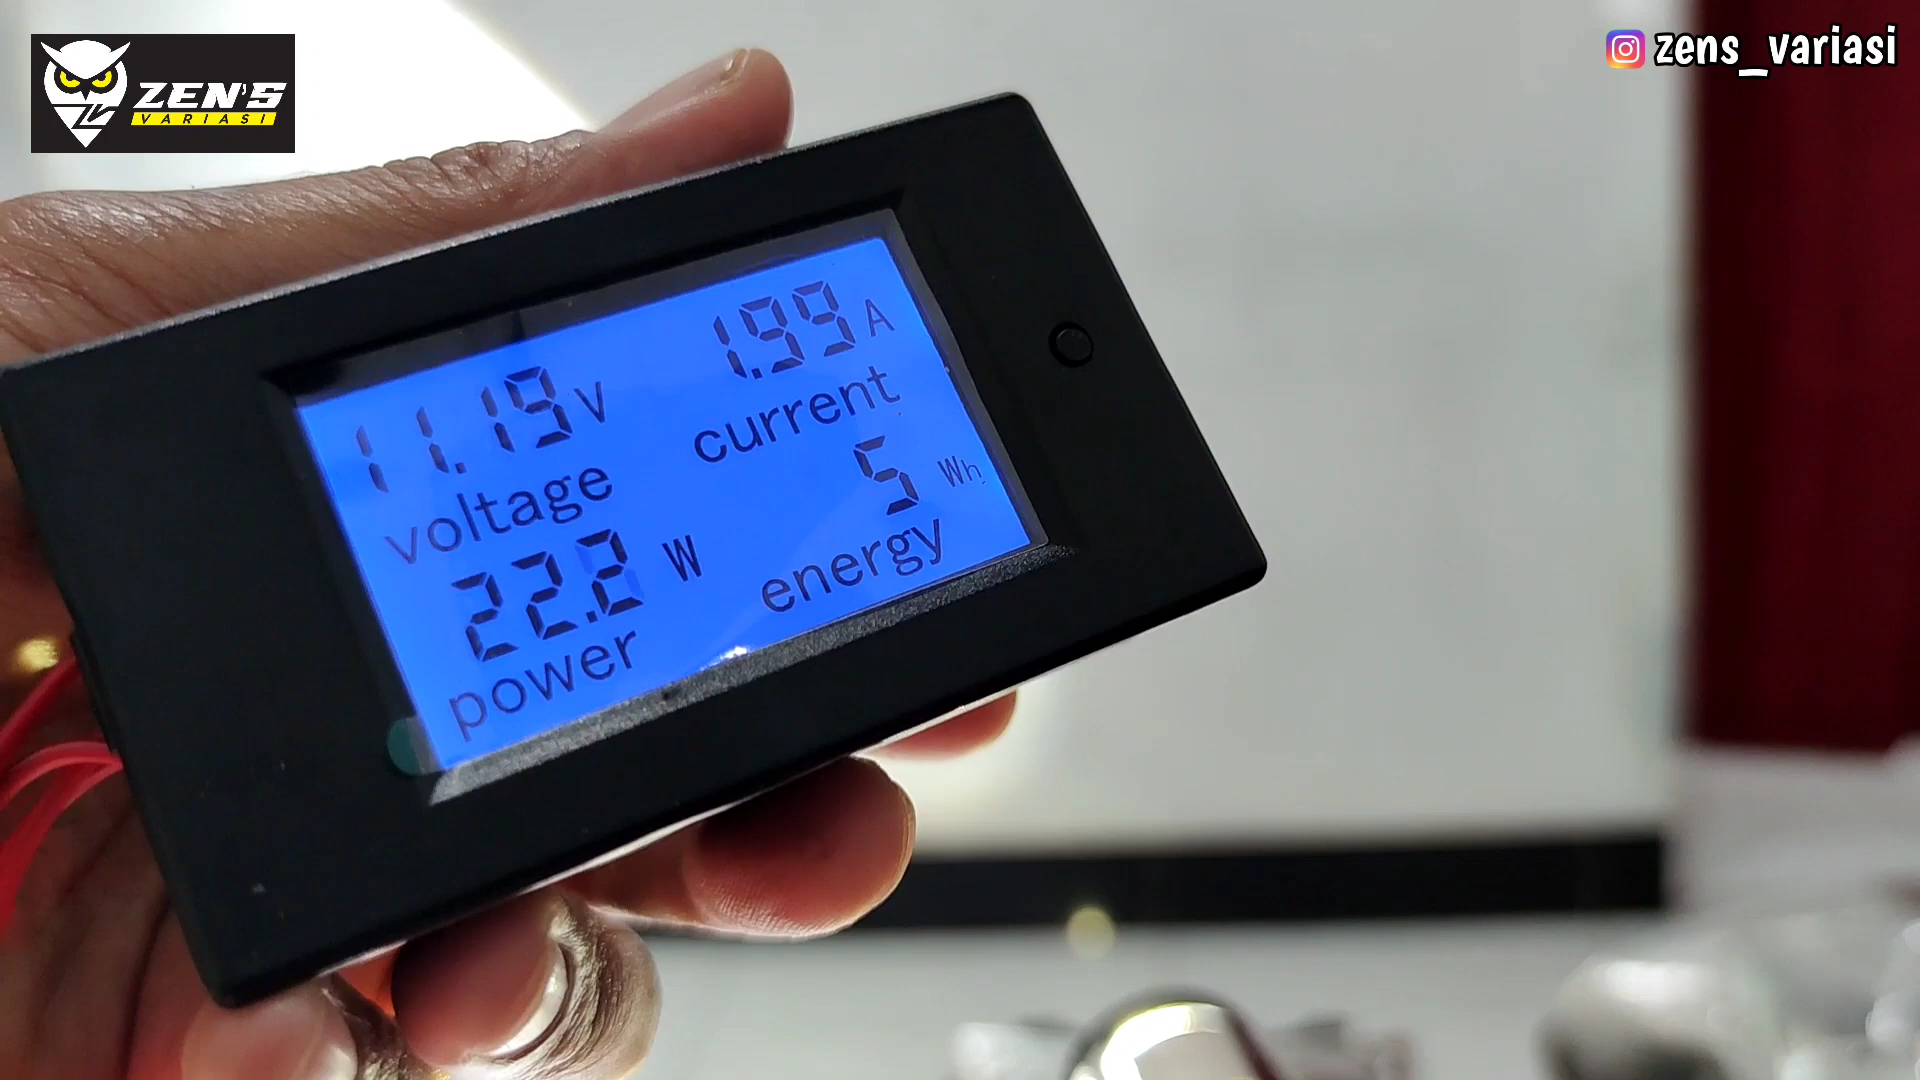 ZEN'S
VARIASI
zens_variasi
11.19 V
voltage
1.99 A
current
22.2 W
power
5 Wh
energy